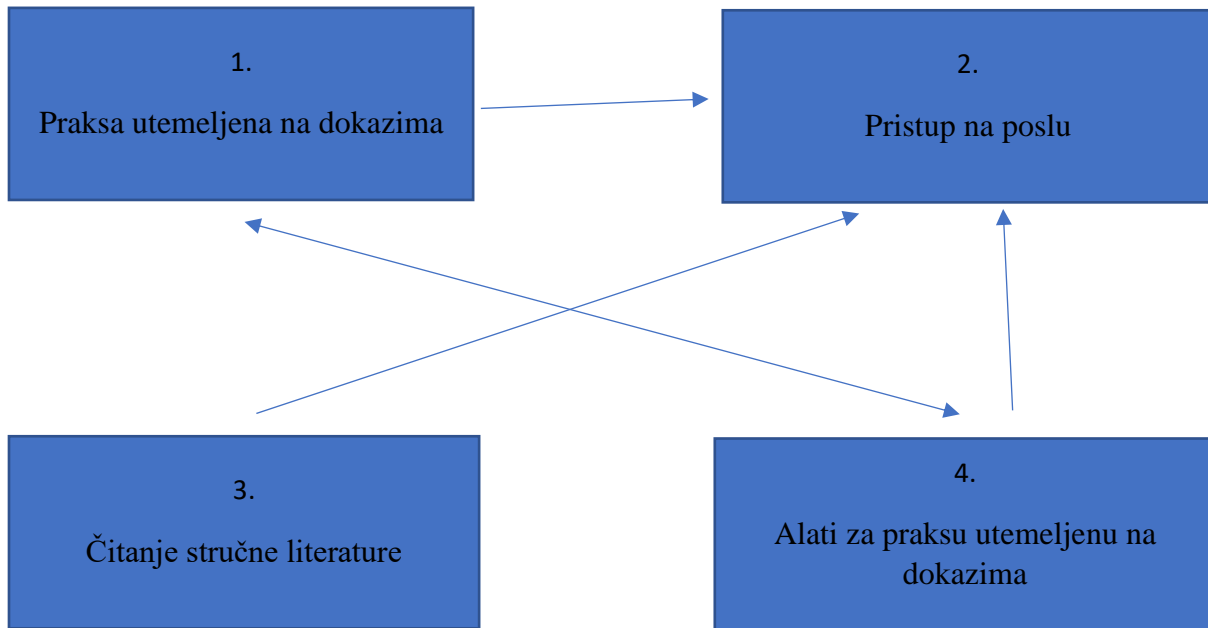 1.
Praksa utemeljena na dokazima
2.
Pristup na poslu
3.
Čitanje stručne literature
4.
Alati za praksu utemeljenu na
dokazima